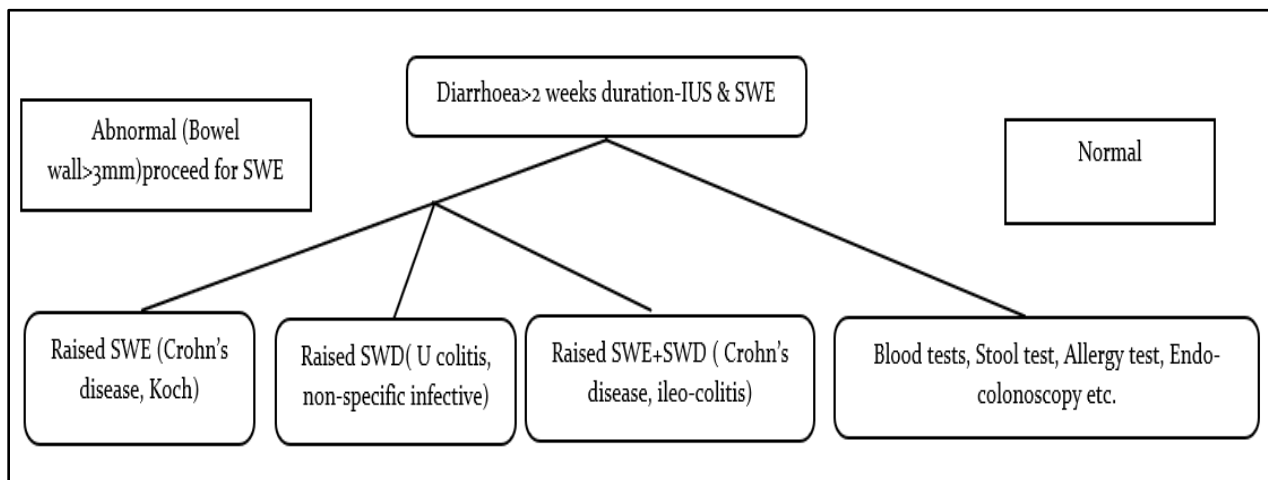 Diarrhoea>2 weeks duration-IUS & SWE
Abnormal (Bowel
wall>3mm)proceed for SWE
Normal
Raised SWE (Crohn’s
disease, Koch)
Raised SWD( U colitis,
non-specific infective)
Raised SWE+SWD ( Crohn’s
disease, ileo-colitis)
Blood tests, Stool test, Allergy test, Endo-
colonoscopy etc.